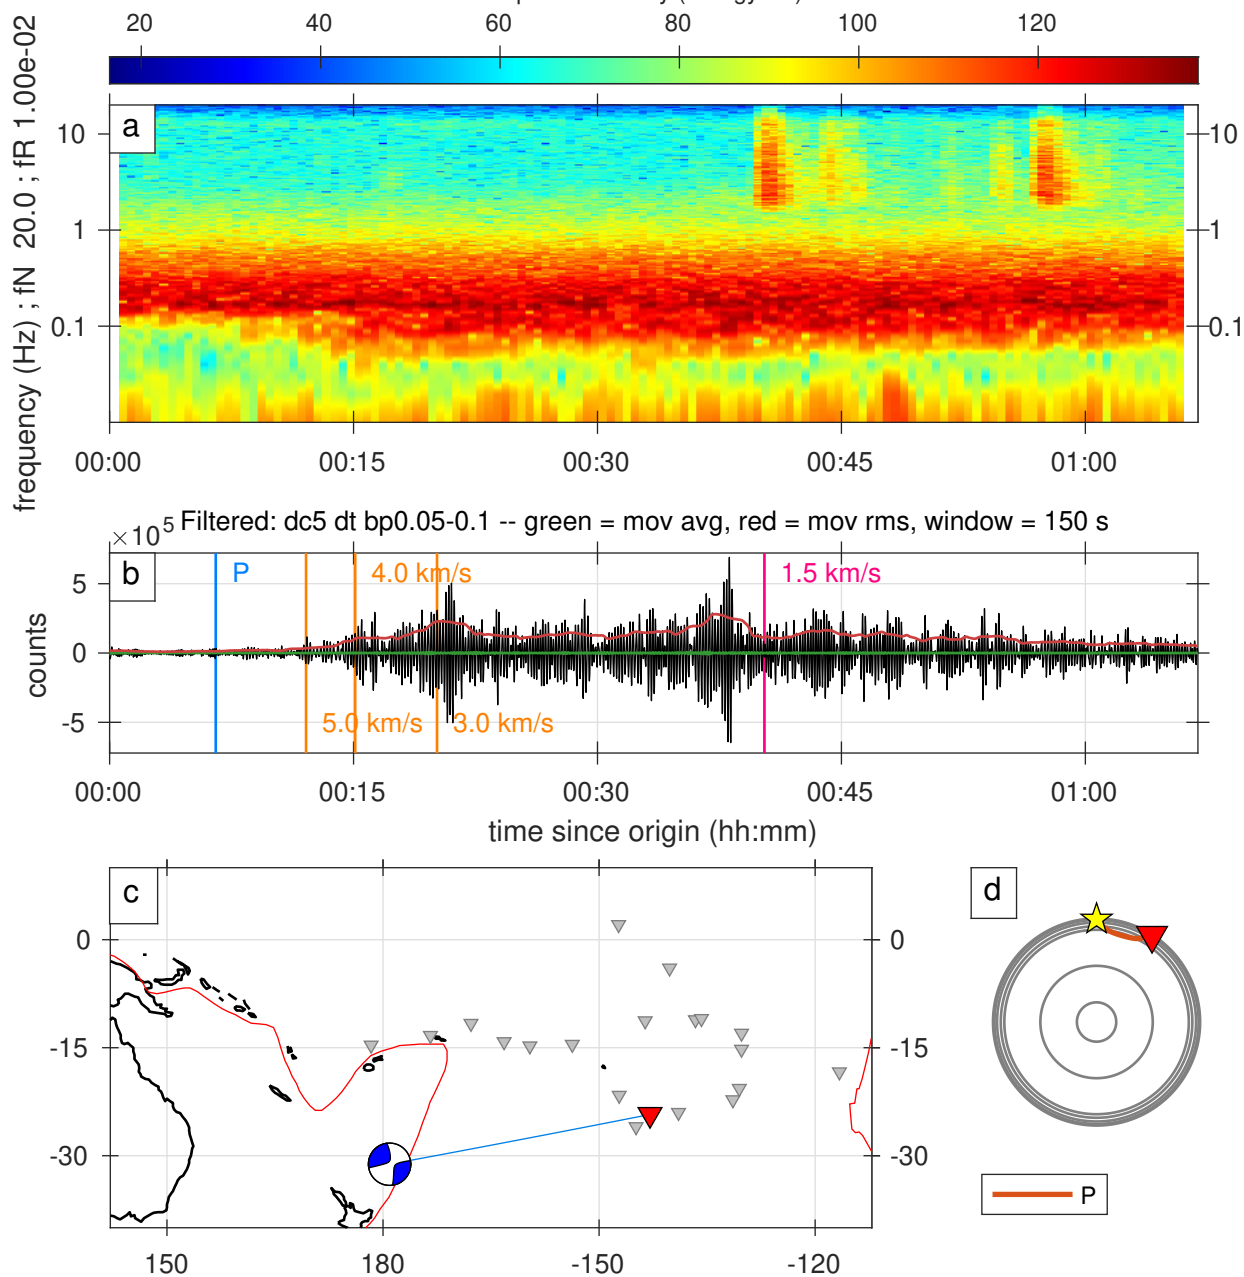 20 40 60 80 100 120
frequency (Hz) ; fN 20.0 ; fR 1.00e-02
a
10 10
1 1
0.1 0.1
00:00 00:15 00:30 00:45 01:00
×10⁵ Filtered: dc5 dt bp0.05-0.1 -- green = mov avg, red = mov rms, window = 150 s
b
P 4.0 km/s 1.5 km/s
5
0
-5
counts
5.0 km/s 3.0 km/s
00:00 00:15 00:30 00:45 01:00
time since origin (hh:mm)
c
d
0 0
-15 -15
-30 -30
150 180 -150 -120
P